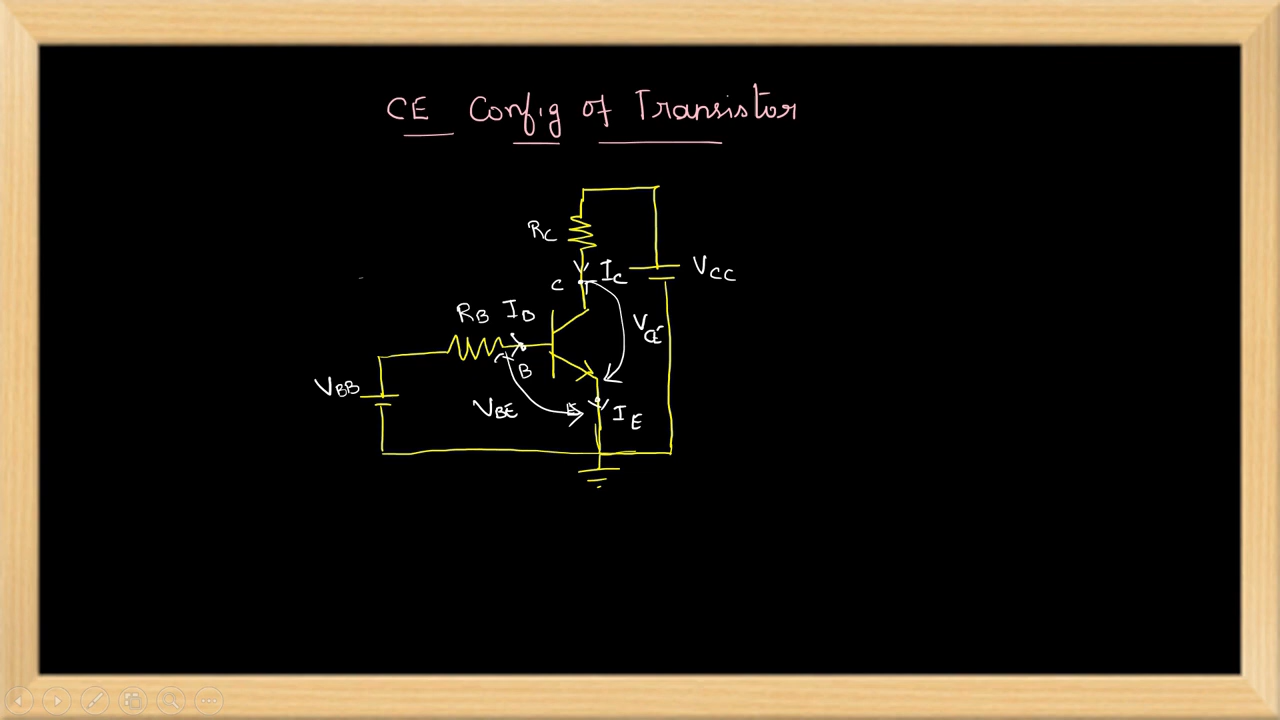 CE Config of Transistor
RC
IC
VCC
C
RB
IB
VCE
B
VBB
VBE
E
IE